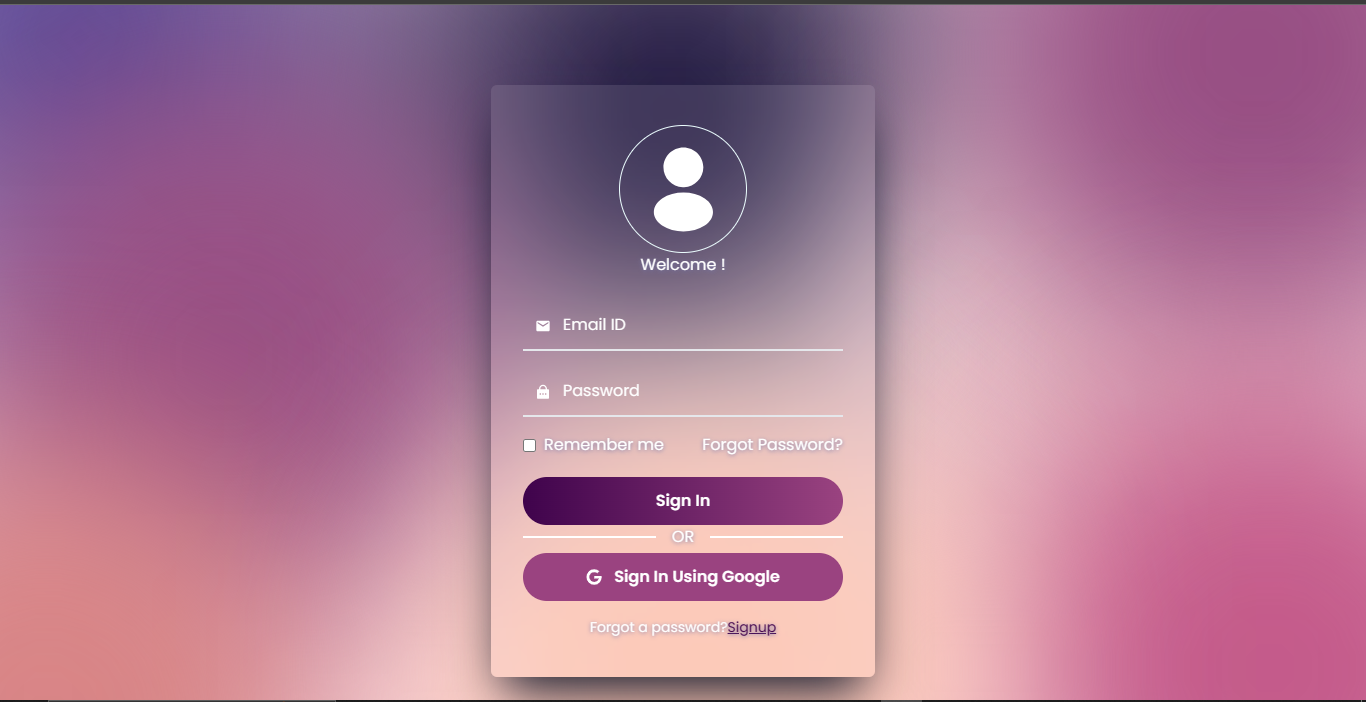 Welcome !
Email ID
Password
Remember me Forgot Password?
Sign In
OR
Sign In Using Google
Forgot a password?Signup